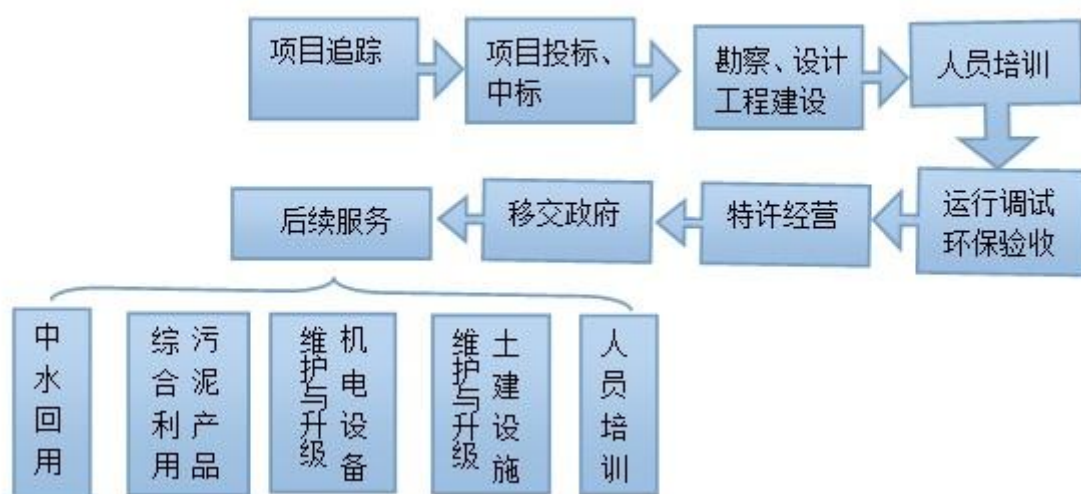 项目追踪
项目投标、
中标
勘察、设计
工程建设
人员培训
运行调试
环保验收
特许经营
移交政府
后续服务
中水回用
污泥产品
综合利用
机电设备
维护与升级
土建设施
维护与升级
人员培训